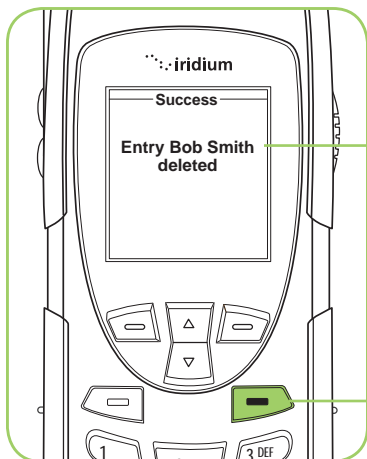 iridium
Success
Entry Bob Smith
deleted
1
3 DEF